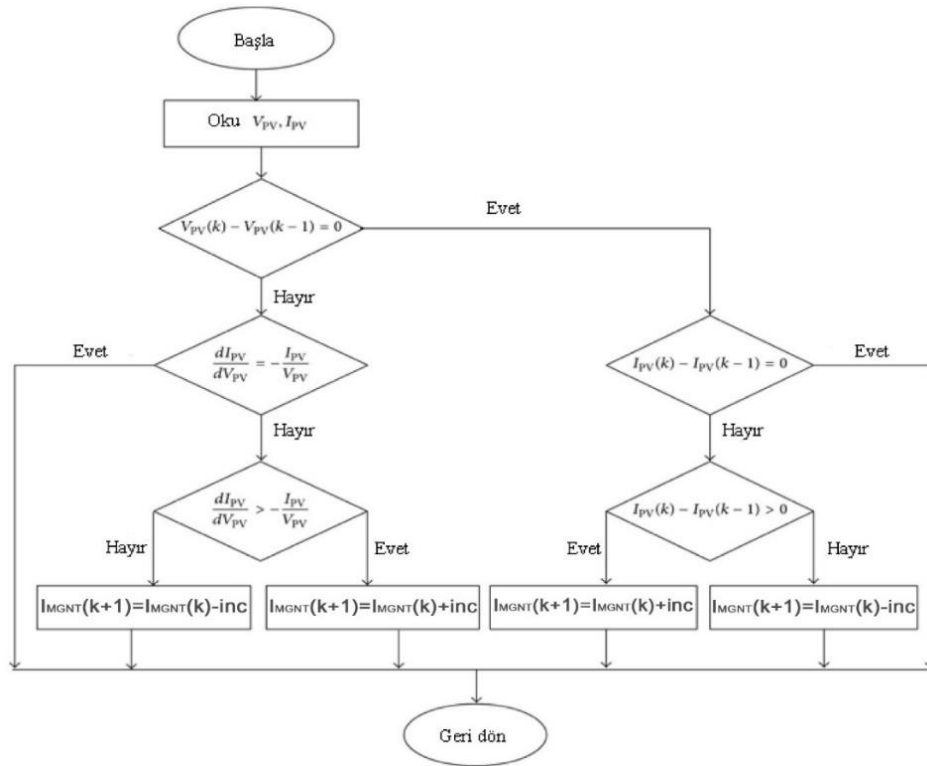 Başla
Oku V_PV, I_PV
V_PV(k) − V_PV(k − 1) = 0
Evet
Hayır
Evet
dI_PV/dV_PV = −I_PV/V_PV
I_PV(k) − I_PV(k − 1) = 0
Evet
Hayır
Hayır
dI_PV/dV_PV > −I_PV/V_PV
I_PV(k) − I_PV(k − 1) > 0
Hayır
Evet
Evet
Hayır
I_MGNT(k+1)=I_MGNT(k)-inc
I_MGNT(k+1)=I_MGNT(k)+inc
I_MGNT(k+1)=I_MGNT(k)+inc
I_MGNT(k+1)=I_MGNT(k)-inc
Geri dön